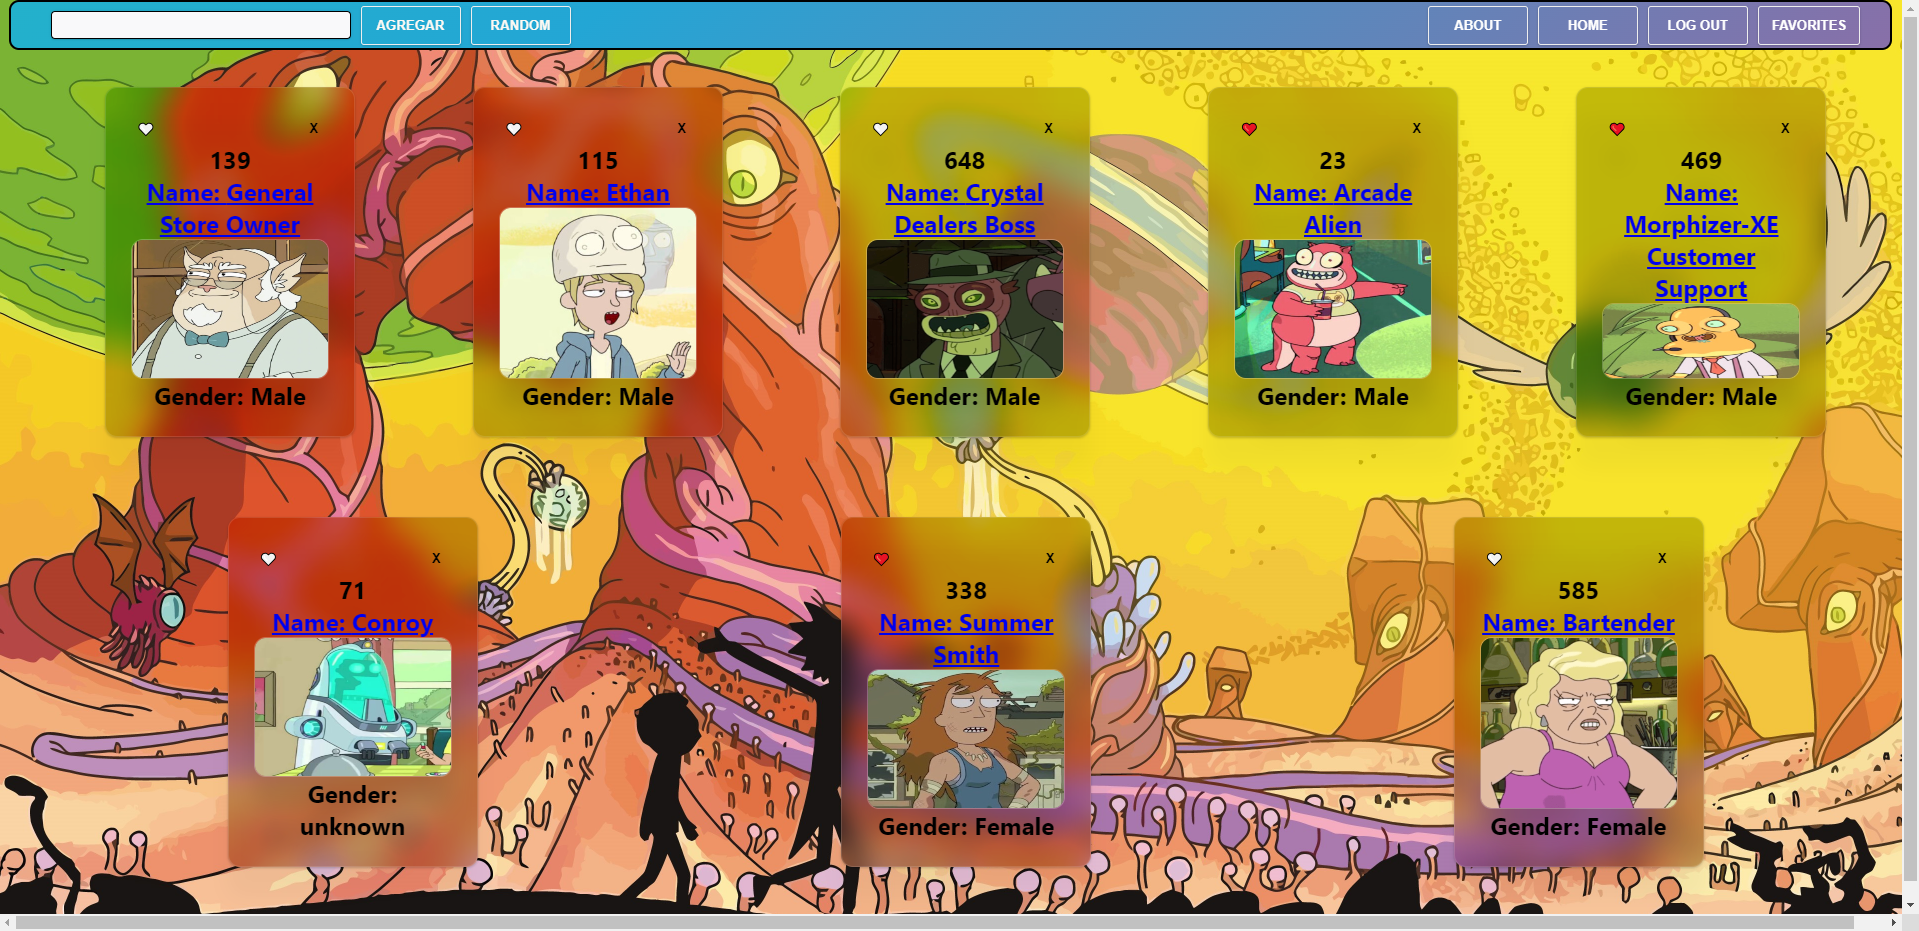 AGREGAR RANDOM ABOUT HOME LOG OUT FAVORITES
X
139
Name: General
Store Owner
Gender: Male
X
115
Name: Ethan
Gender: Male
X
648
Name: Crystal
Dealers Boss
Gender: Male
X
23
Name: Arcade
Alien
Gender: Male
X
469
Name:
Morphizer-XE
Customer
Support
Gender: Male
X
71
Name: Conroy
Gender:
unknown
X
338
Name: Summer
Smith
Gender: Female
X
585
Name: Bartender
Gender: Female